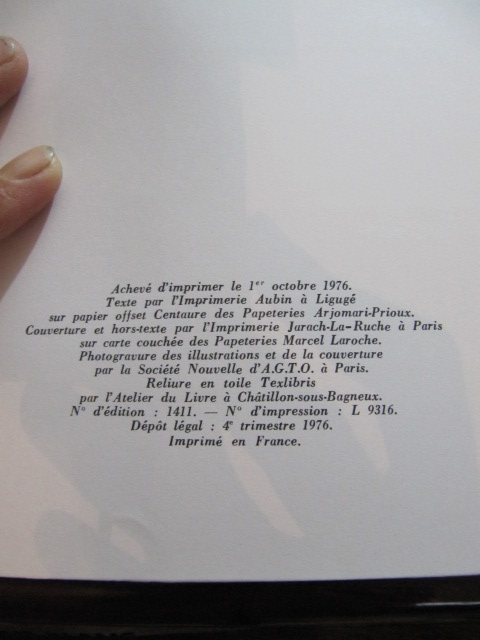 Achevé d'imprimer le 1er octobre 1976.
Texte par l'Imprimerie Aubin à Ligugé
sur papier offset Centaure des Papeteries Arjomari-Prioux.
Couverture et hors-texte par l'Imprimerie Jarach-La-Ruche à Paris
sur carte couchée des Papeteries Marcel Laroche.
Photogravure des illustrations et de la couverture
par la Société Nouvelle d'A.G.T.O. à Paris.
Reliure en toile Texlibris
par l'Atelier du Livre à Châtillon-sous-Bagneux.
N° d'édition : 1411. — N° d'impression : L 9316.
Dépôt légal : 4e trimestre 1976.
Imprimé en France.